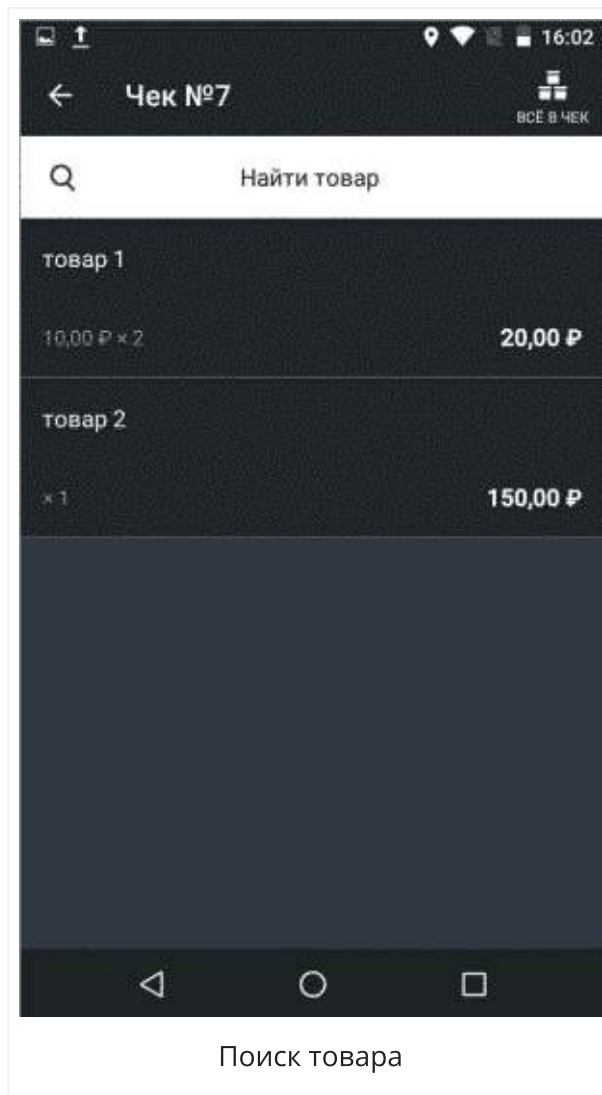 16:02
Чек №7
ВСЁ В ЧЕК
Найти товар
товар 1
10,00 ₽ × 2
20,00 ₽
товар 2
× 1
150,00 ₽
Поиск товара